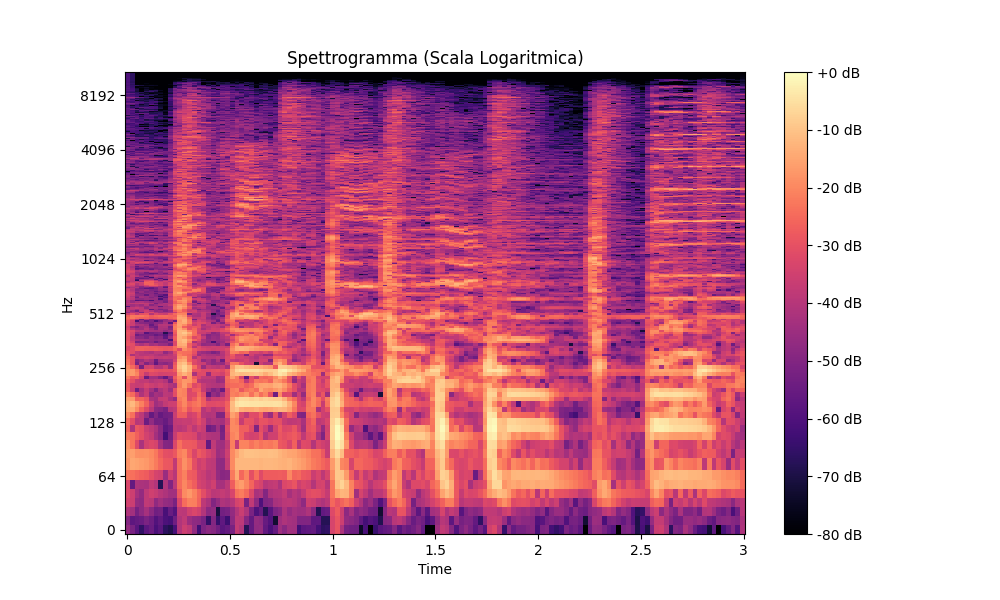 Spettrogramma (Scala Logaritmica)
Hz
8192
4096
2048
1024
512
256
128
64
0
0
0.5
1
1.5
2
2.5
3
Time
+0 dB
-10 dB
-20 dB
-30 dB
-40 dB
-50 dB
-60 dB
-70 dB
-80 dB